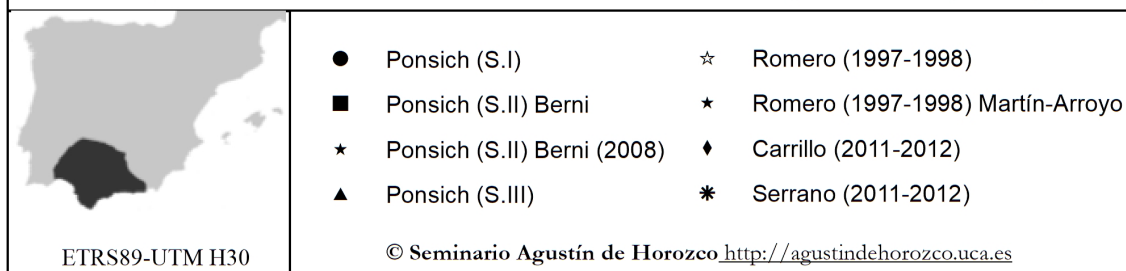 Ponsich (S.I)
Ponsich (S.II) Berni
Ponsich (S.II) Berni (2008)
Ponsich (S.III)
Romero (1997-1998)
Romero (1997-1998) Martín-Arroyo
Carrillo (2011-2012)
Serrano (2011-2012)
ETRS89-UTM H30
© Seminario Agustín de Horozco http://agustindehorozco.uca.es